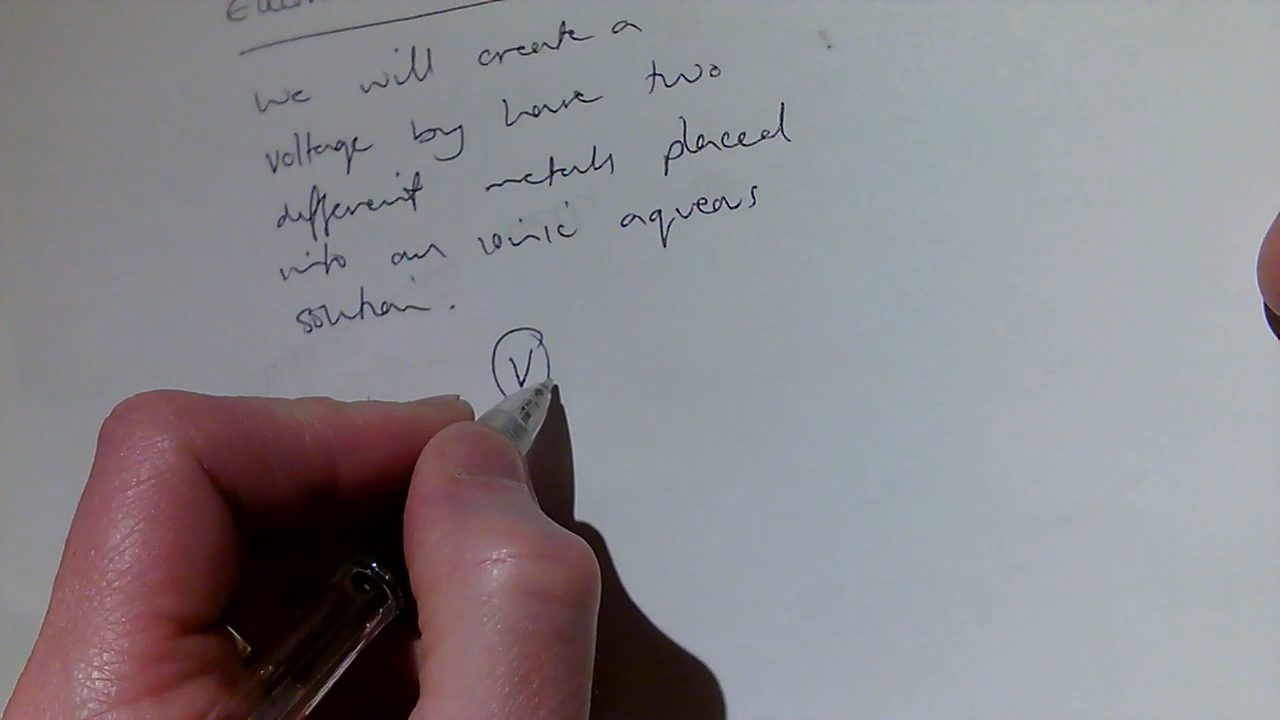 we will create a
voltage by have two
different metals placed
into an ionic aqueous
solution.
V